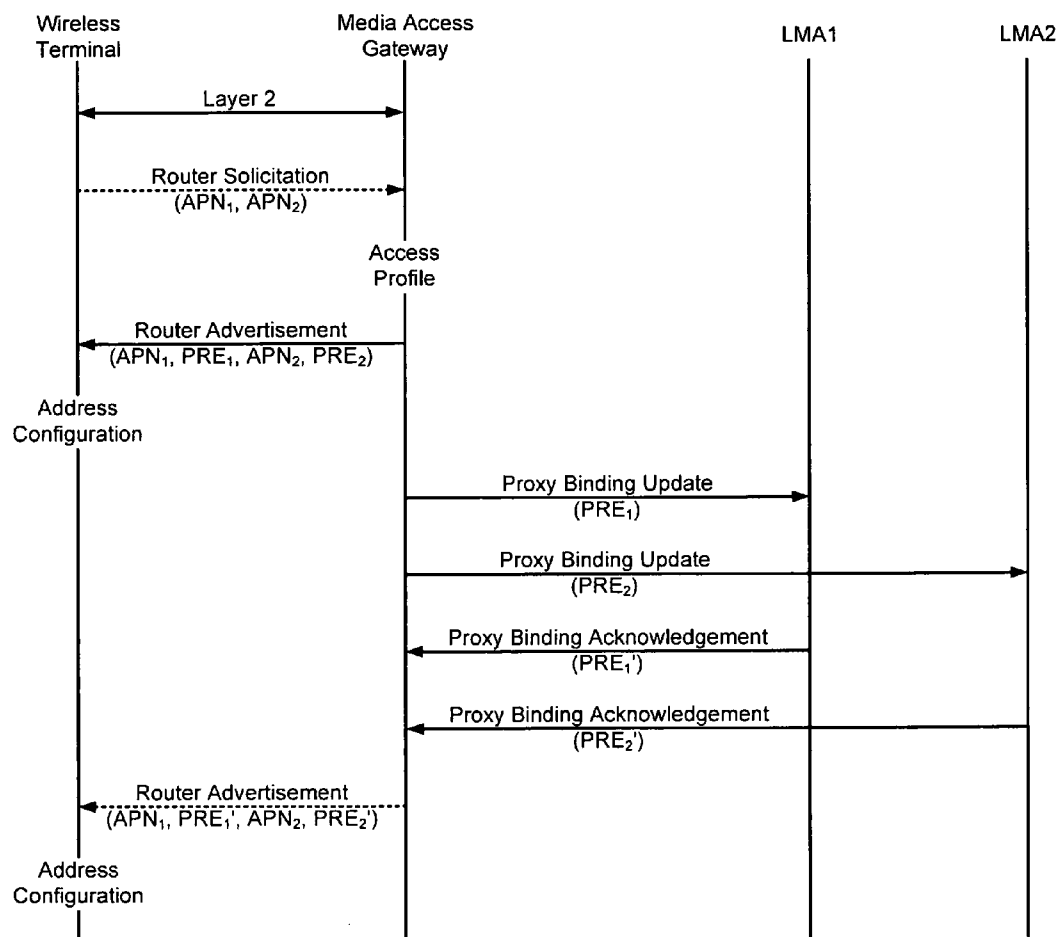 Wireless
Terminal
Media Access
Gateway
LMA1
LMA2
Layer 2
Router Solicitation
(APN₁, APN₂)
Access
Profile
Router Advertisement
(APN₁, PRE₁, APN₂, PRE₂)
Address
Configuration
Proxy Binding Update
(PRE₁)
Proxy Binding Update
(PRE₂)
Proxy Binding Acknowledgement
(PRE₁')
Proxy Binding Acknowledgement
(PRE₂')
Router Advertisement
(APN₁, PRE₁', APN₂, PRE₂')
Address
Configuration